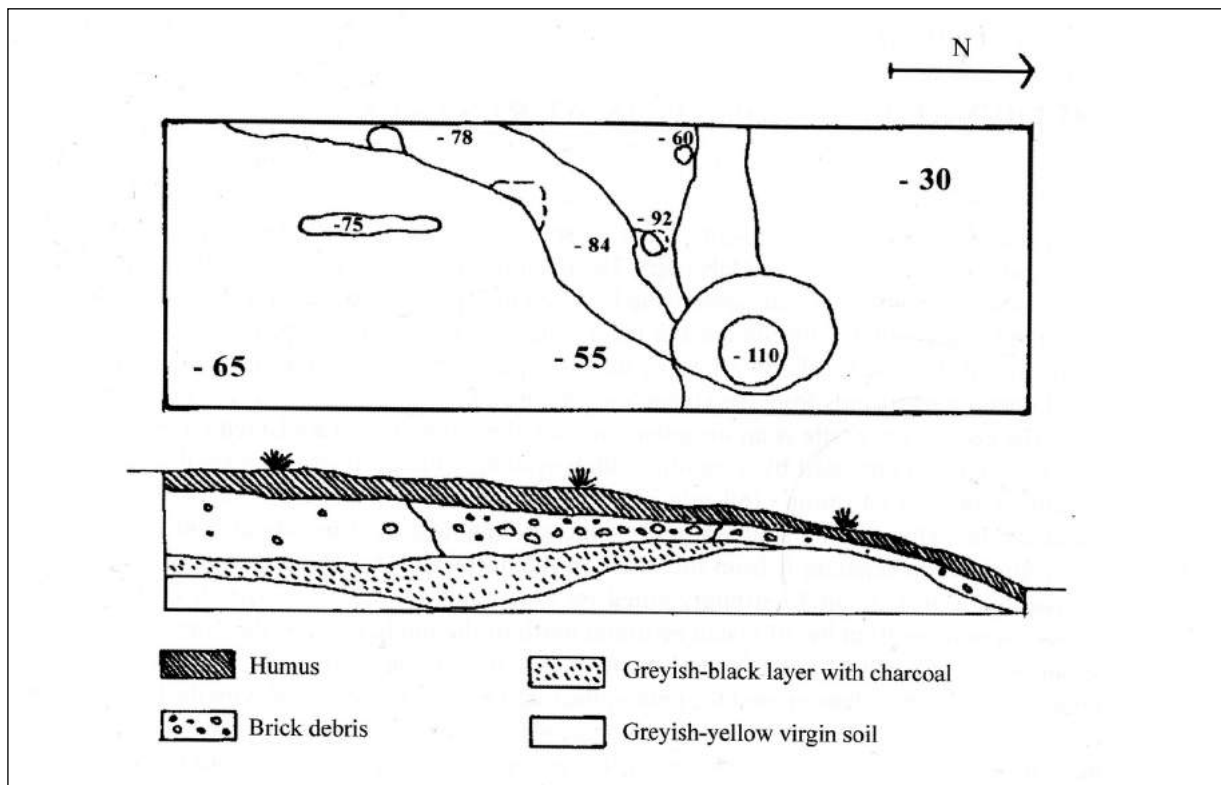 N
- 78
- 60
- 30
-75
- 92
- 84
- 65
- 55
- 110
Humus
Greyish-black layer with charcoal
Brick debris
Greyish-yellow virgin soil